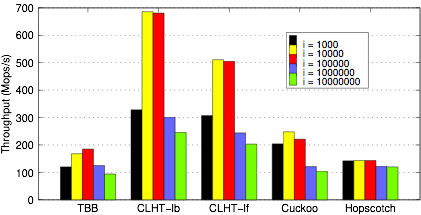 Throughput (Mops/s)
700
600
500
400
300
200
100
0
i = 1000
i = 10000
i = 100000
i = 1000000
i = 10000000
TBB CLHT-lb CLHT-lf Cuckoo Hopscotch